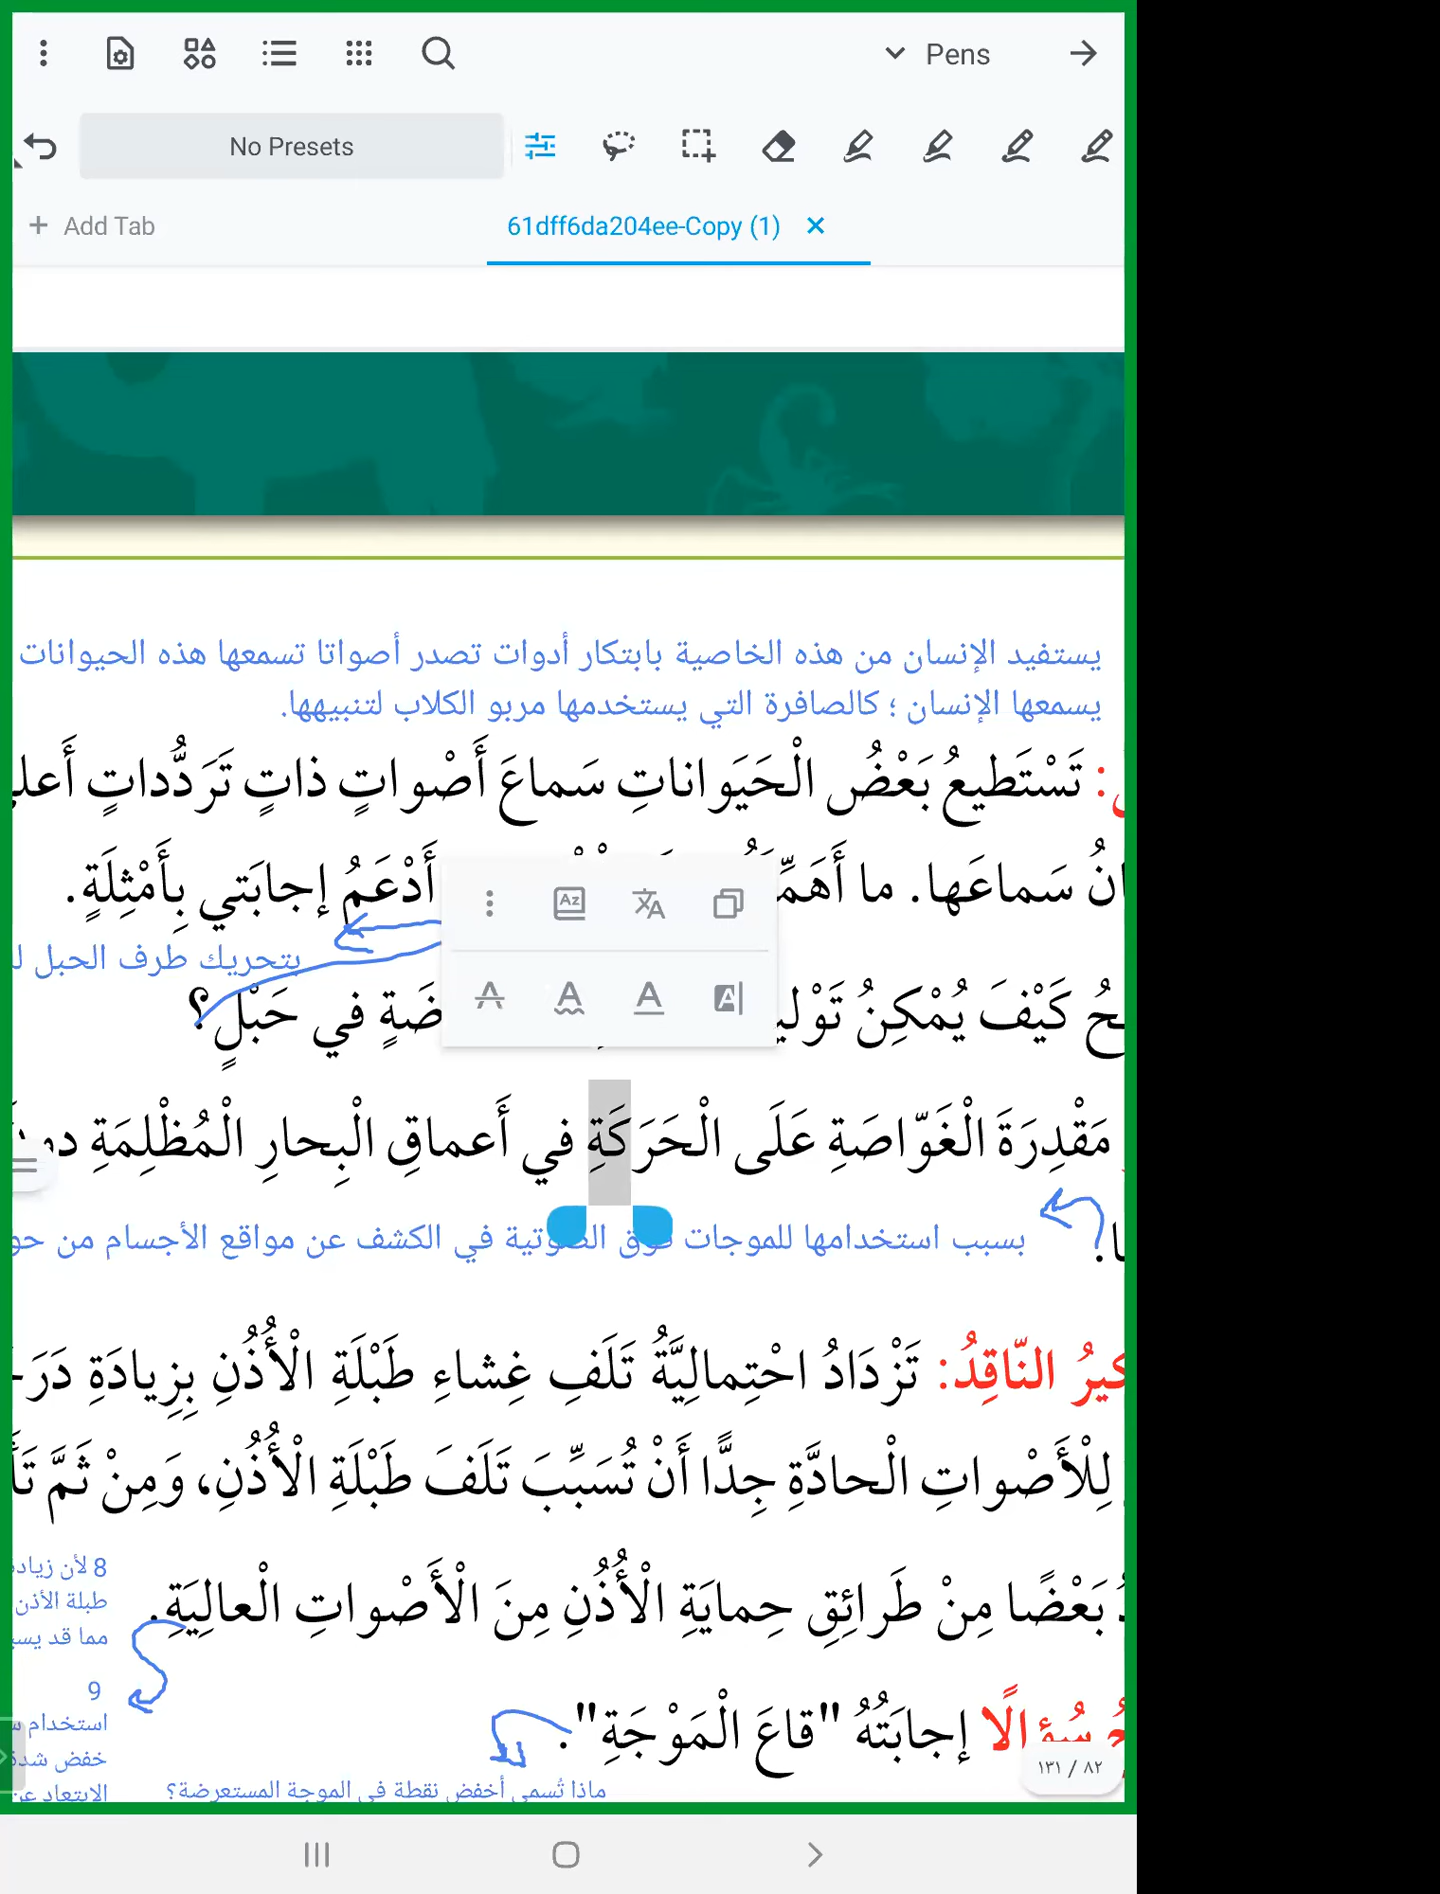 Pens
No Presets
+ Add Tab
61dff6da204ee-Copy (1) ×
يستفيد الإنسان من هذه الخاصية بابتكار أدوات تصدر أصواتا تسمعها هذه الحيوانات
يسمعها الإنسان ؛ كالصافرة التي يستخدمها مربو الكلاب لتنبيهها.
: تَسْتَطيعُ بَعْضُ الْحَيَواناتِ سَماعَ أَصْواتٍ ذاتٍ تَرَدُّداتٍ
سَماعَها. ما أَدْعَمُ إجابَتي بِأَمْثِلَةٍ.
بتحريك طرف الحبل
كَيْفَ يُمْكِنُ في حَبْلٍ؟
مَقْدِرَةَ الْغَوّاصَةِ عَلَى الْحَرَكَةِ في أَعماقِ الْبِحارِ الْمُظْلِمَةِ
بسبب استخدامها للموجات فوق الصوتية في الكشف عن مواقع الأجسام من
النّاقِدُ: تَزْدَادُ احْتِمالِيَّةُ تَلَفِ غِشاءِ طَبْلَةِ الْأُذُنِ بِزِيادَةِ
لِلْأَصْواتِ الْحادَّةِ جِدًّا أَنْ تُسَبِّبَ تَلَفَ طَبْلَةِ الْأُذُنِ، وَمِنْ ثَمَّ
بَعْضًا مِنْ طَرائِقِ حِمايَةِ الْأُذُنِ مِنَ الْأَصْواتِ الْعالِيَةِ.
8 لأن
طبلة الأذن
مما قد
9
استخدام
خفض
الابتعاد
سُؤالًا إجابَتُهُ "قاعَ الْمَوْجَةِ".
ماذا تُسمى أخفض نقطة في الموجة المستعرضة؟
٨٢ / ١٣١